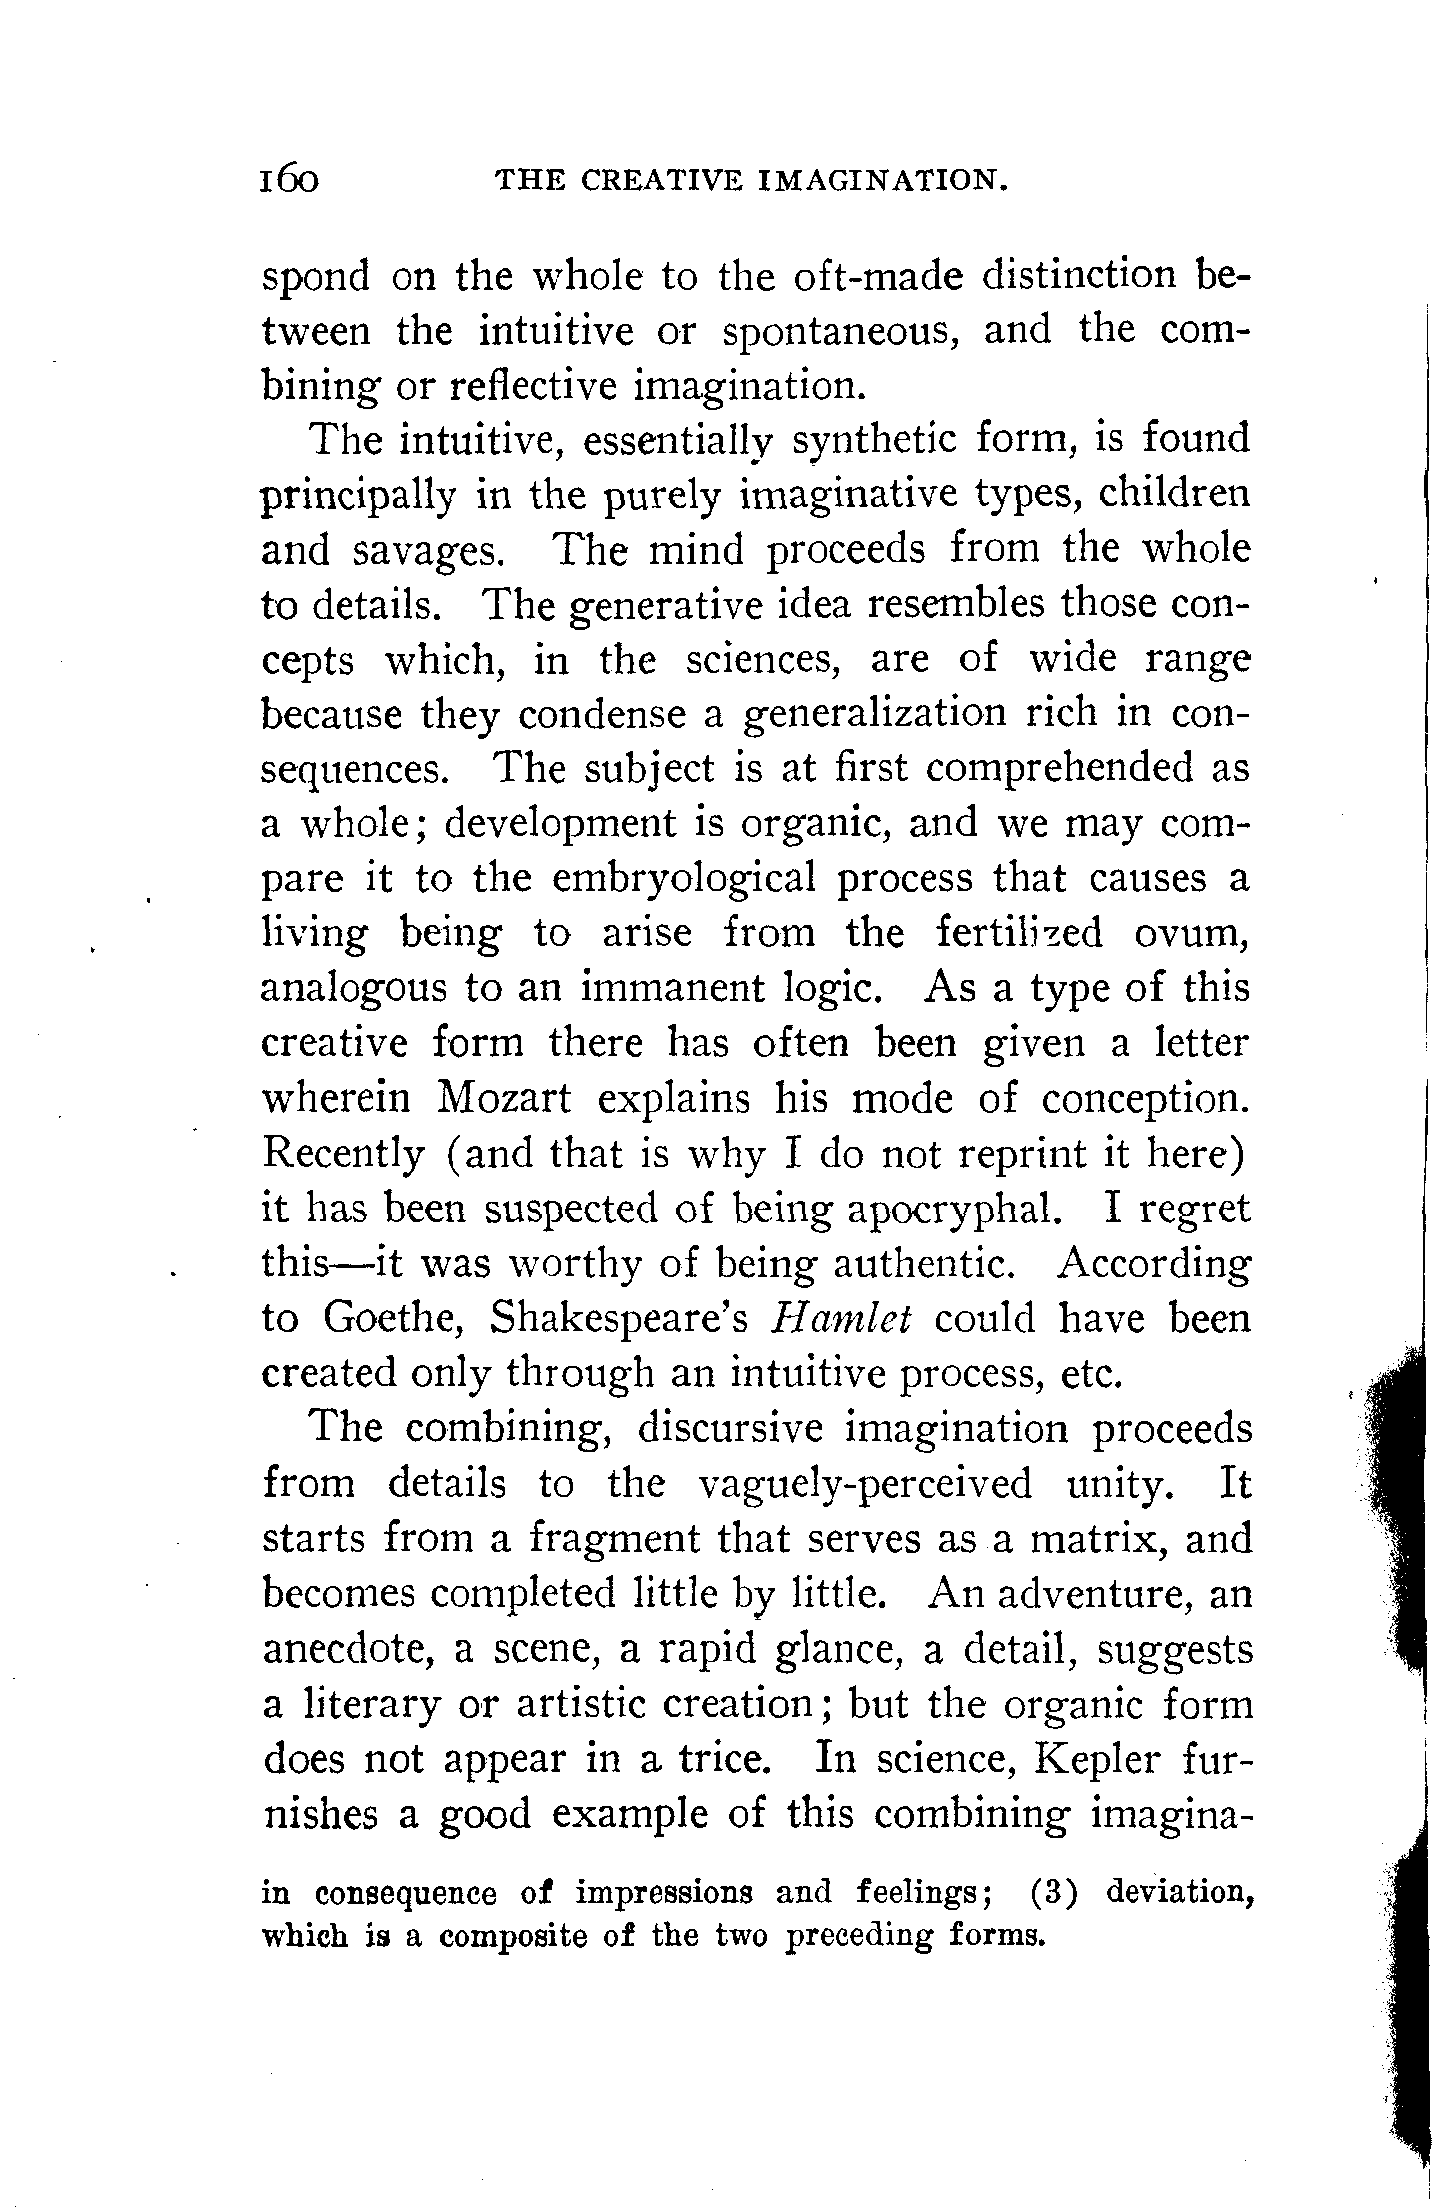 160 THE CREATIVE IMAGINATION.
spond on the whole to the oft-made distinction be-
tween the intuitive or spontaneous, and the com-
bining or reflective imagination.
The intuitive, essentially synthetic form, is found
principally in the purely imaginative types, children
and savages. The mind proceeds from the whole
to details. The generative idea resembles those con-
cepts which, in the sciences, are of wide range
because they condense a generalization rich in con-
sequences. The subject is at first comprehended as
a whole; development is organic, and we may com-
pare it to the embryological process that causes a
living being to arise from the fertilized ovum,
analogous to an immanent logic. As a type of this
creative form there has often been given a letter
wherein Mozart explains his mode of conception.
Recently (and that is why I do not reprint it here)
it has been suspected of being apocryphal. I regret
this—it was worthy of being authentic. According
to Goethe, Shakespeare's Hamlet could have been
created only through an intuitive process, etc.
The combining, discursive imagination proceeds
from details to the vaguely-perceived unity. It
starts from a fragment that serves as a matrix, and
becomes completed little by little. An adventure, an
anecdote, a scene, a rapid glance, a detail, suggests
a literary or artistic creation; but the organic form
does not appear in a trice. In science, Kepler fur-
nishes a good example of this combining imagina-
in consequence of impressions and feelings; (3) deviation,
which is a composite of the two preceding forms.